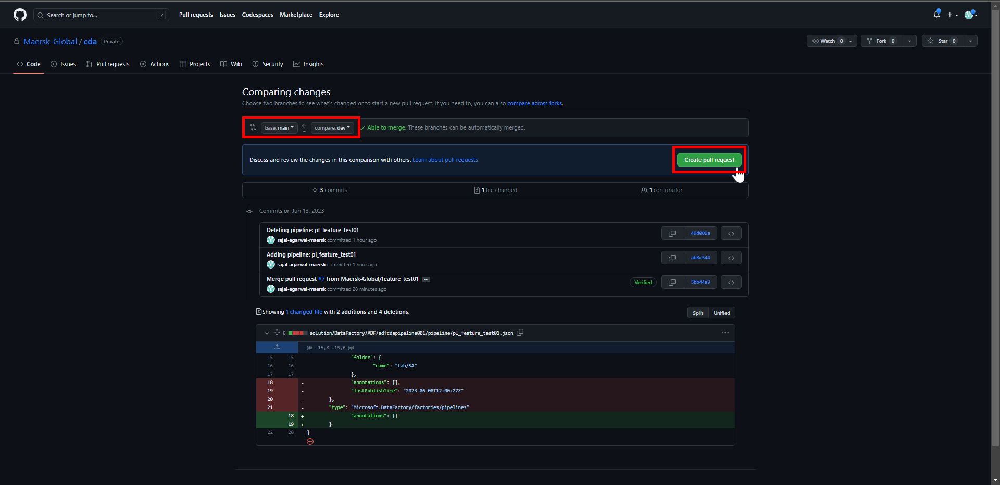 Search or jump to... /
Pull requests Issues Codespaces Marketplace Explore
Maersk-Global / cda Private
Watch 0 Fork 0 Star 0
Code Issues Pull requests Actions Projects Wiki Security Insights
Comparing changes
Choose two branches to see what's changed or to start a new pull request. If you need to, you can also compare across forks.
base: main compare: dev Able to merge. These branches can be automatically merged.
Discuss and review the changes in this comparison with others. Learn about pull requests Create pull request
3 commits 1 file changed 1 contributor
Commits on Jun 13, 2023
Deleting pipeline: pl_feature_test01
sajal-agarwal-maersk committed 1 hour ago
49d009a
Adding pipeline: pl_feature_test01
sajal-agarwal-maersk committed 1 hour ago
ab8c544
Merge pull request #7 from Maersk-Global/feature_test01 ...
sajal-agarwal-maersk committed 28 minutes ago
Verified 5bb44a9
Showing 1 changed file with 2 additions and 4 deletions.
Split Unified
6 solution/DataFactory/ADF/adfcdapipeline001/pipeline/pl_feature_test01.json
@@ -15,8 +15,6 @@
15 15 "folder": {
16 16 "name": "Lab/SA"
17 17 },
18 - "annotations": [],
19 - "lastPublishTime": "2023-06-08T12:00:27Z"
20 - },
21 - "type": "Microsoft.DataFactory/factories/pipelines"
18 + "annotations": []
19 + }
22 20 }